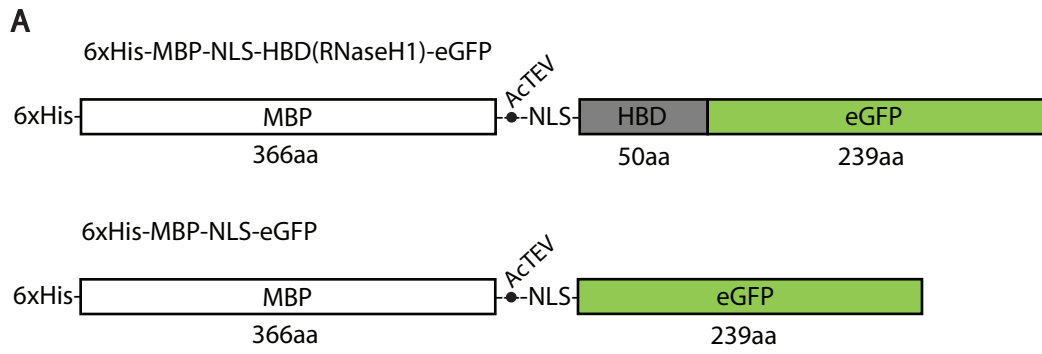 A
6xHis-MBP-NLS-HBD(RNaseH1)-eGFP
AcTEV
6xHis- MBP -NLS- HBD eGFP
366aa 50aa 239aa
6xHis-MBP-NLS-eGFP
AcTEV
6xHis- MBP -NLS- eGFP
366aa 239aa